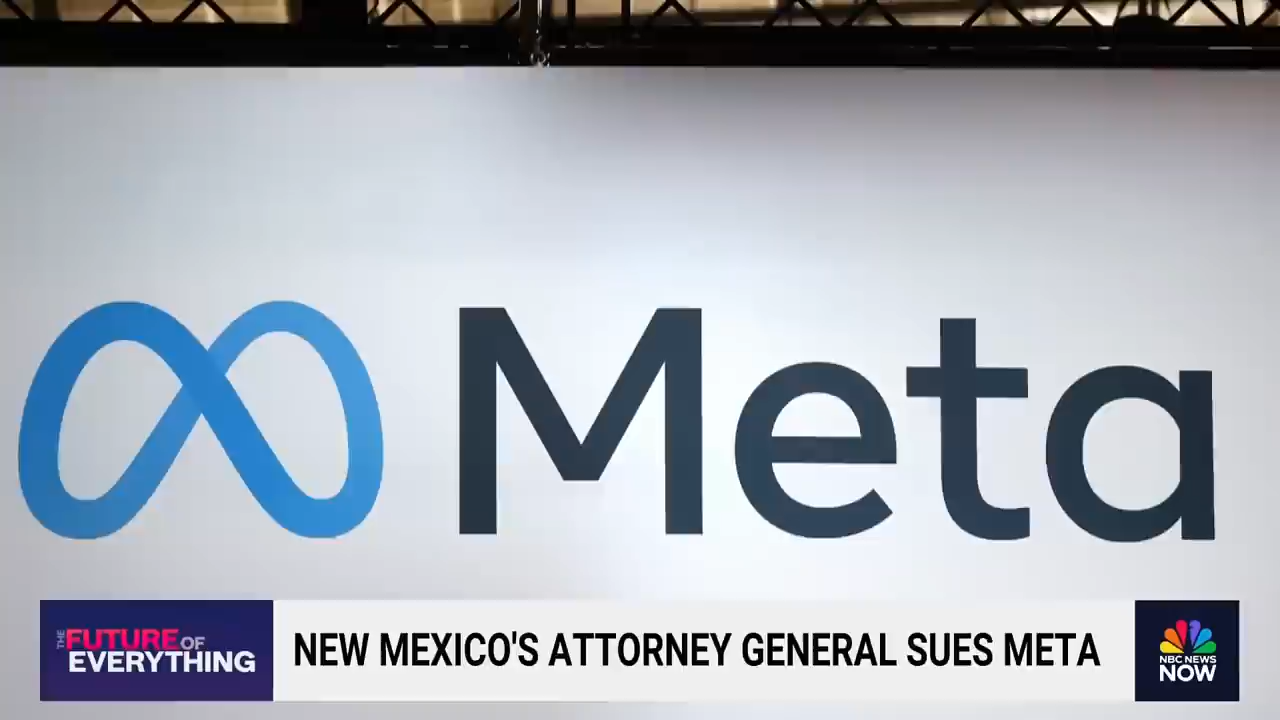 Meta
THE
FUTURE OF
EVERYTHING
NEW MEXICO'S ATTORNEY GENERAL SUES META
NBC NEWS
NOW